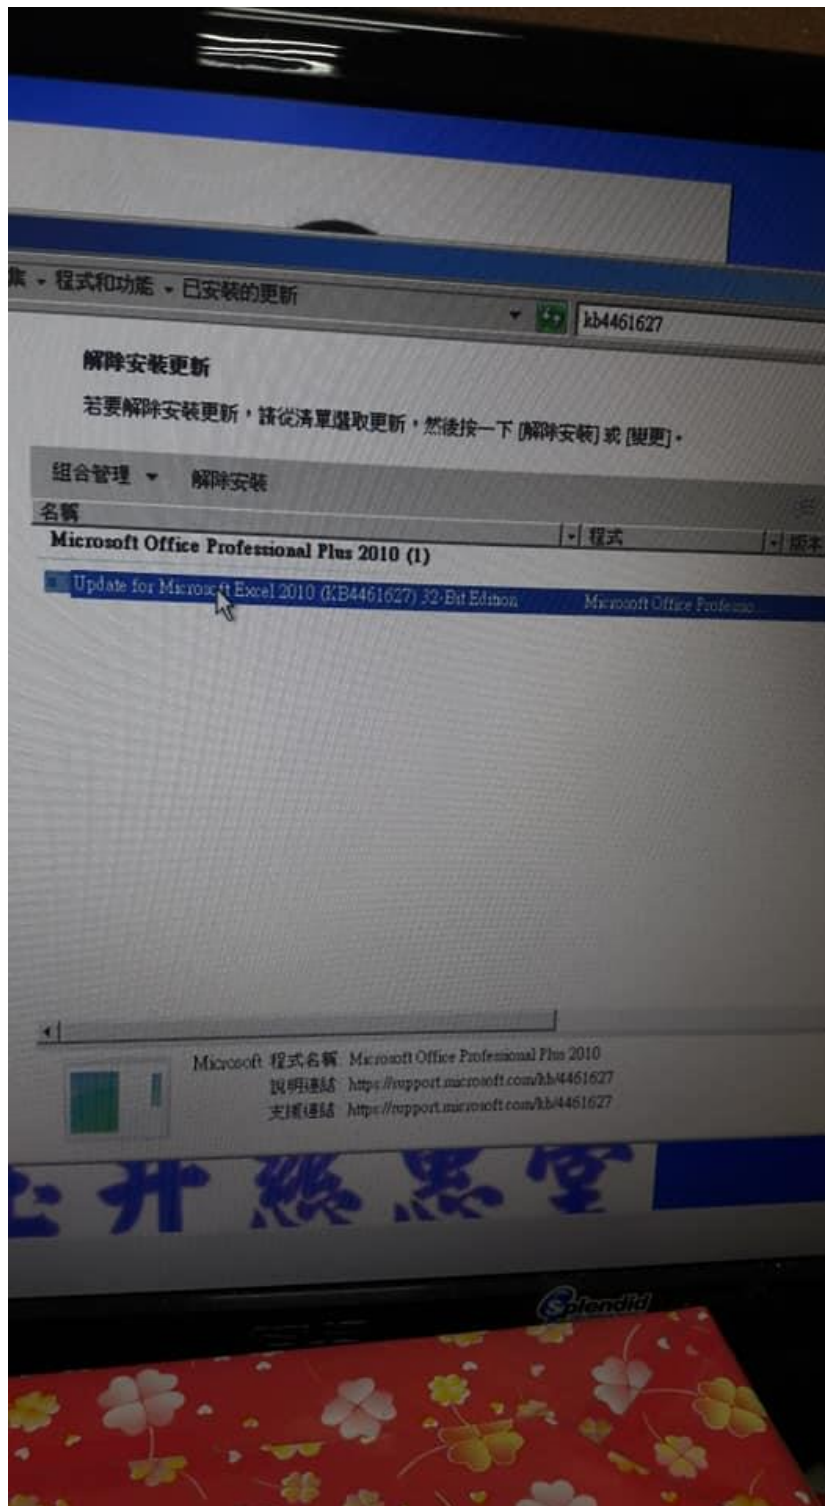 集 ▾ 程式和功能 ▾ 已安裝的更新
kb4461627
解除安裝更新
若要解除安裝更新，請從清單選取更新，然後按一下 [解除安裝] 或 [變更]。
組合管理 ▾ 解除安裝
名稱 程式 版本
Microsoft Office Professional Plus 2010 (1)
Update for Microsoft Excel 2010 (KB4461627) 32-Bit Edition Microsoft Office Professio...
Microsoft 程式名稱: Microsoft Office Professional Plus 2010
說明連結: https://support.microsoft.com/kb/4461627
支援連結: https://support.microsoft.com/kb/4461627
玉井總黑堂
Splendid